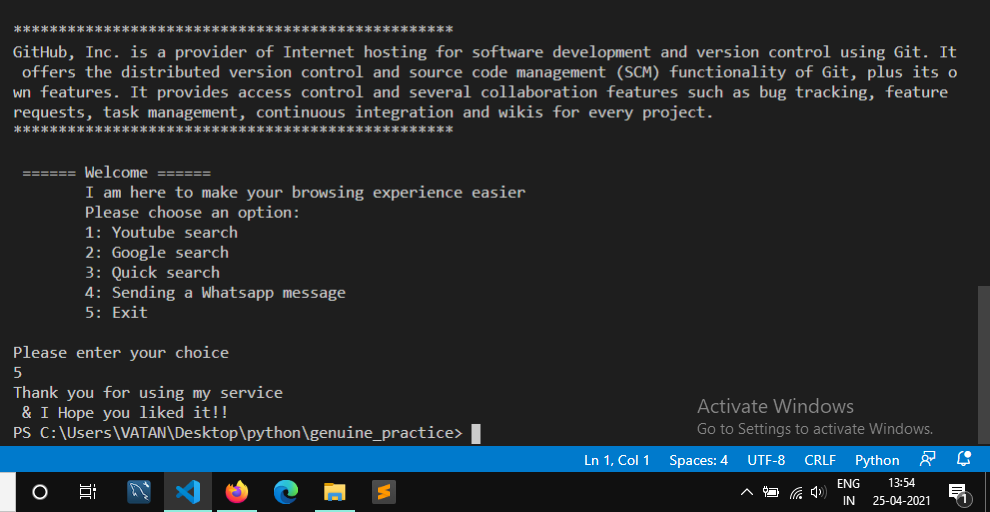 *************************************************
GitHub, Inc. is a provider of Internet hosting for software development and version control using Git. It
 offers the distributed version control and source code management (SCM) functionality of Git, plus its o
wn features. It provides access control and several collaboration features such as bug tracking, feature
requests, task management, continuous integration and wikis for every project.
*************************************************
====== Welcome ======
I am here to make your browsing experience easier
Please choose an option:
1: Youtube search
2: Google search
3: Quick search
4: Sending a Whatsapp message
5: Exit
Please enter your choice
5
Thank you for using my service
 & I Hope you liked it!!
PS C:\Users\VATAN\Desktop\python\genuine_practice>
Activate Windows
Go to Settings to activate Windows.
Ln 1, Col 1 Spaces: 4 UTF-8 CRLF Python
ENG 13:54
IN 25-04-2021
1